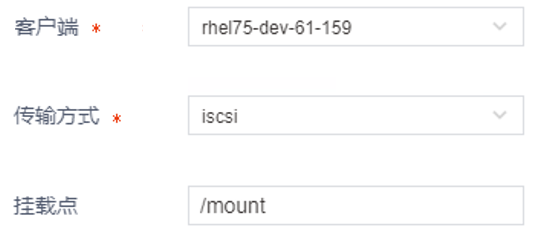 客户端 * rhel75-dev-61-159
传输方式 * iscsi
挂载点 /mount